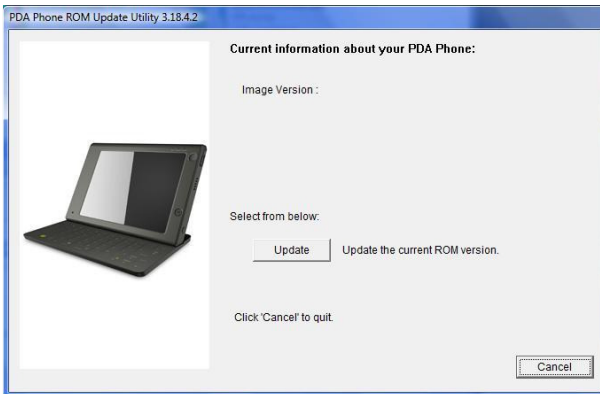 PDA Phone ROM Update Utility 3.18.4.2
Current information about your PDA Phone:
Image Version :
Select from below:
Update Update the current ROM version.
Click 'Cancel' to quit.
Cancel